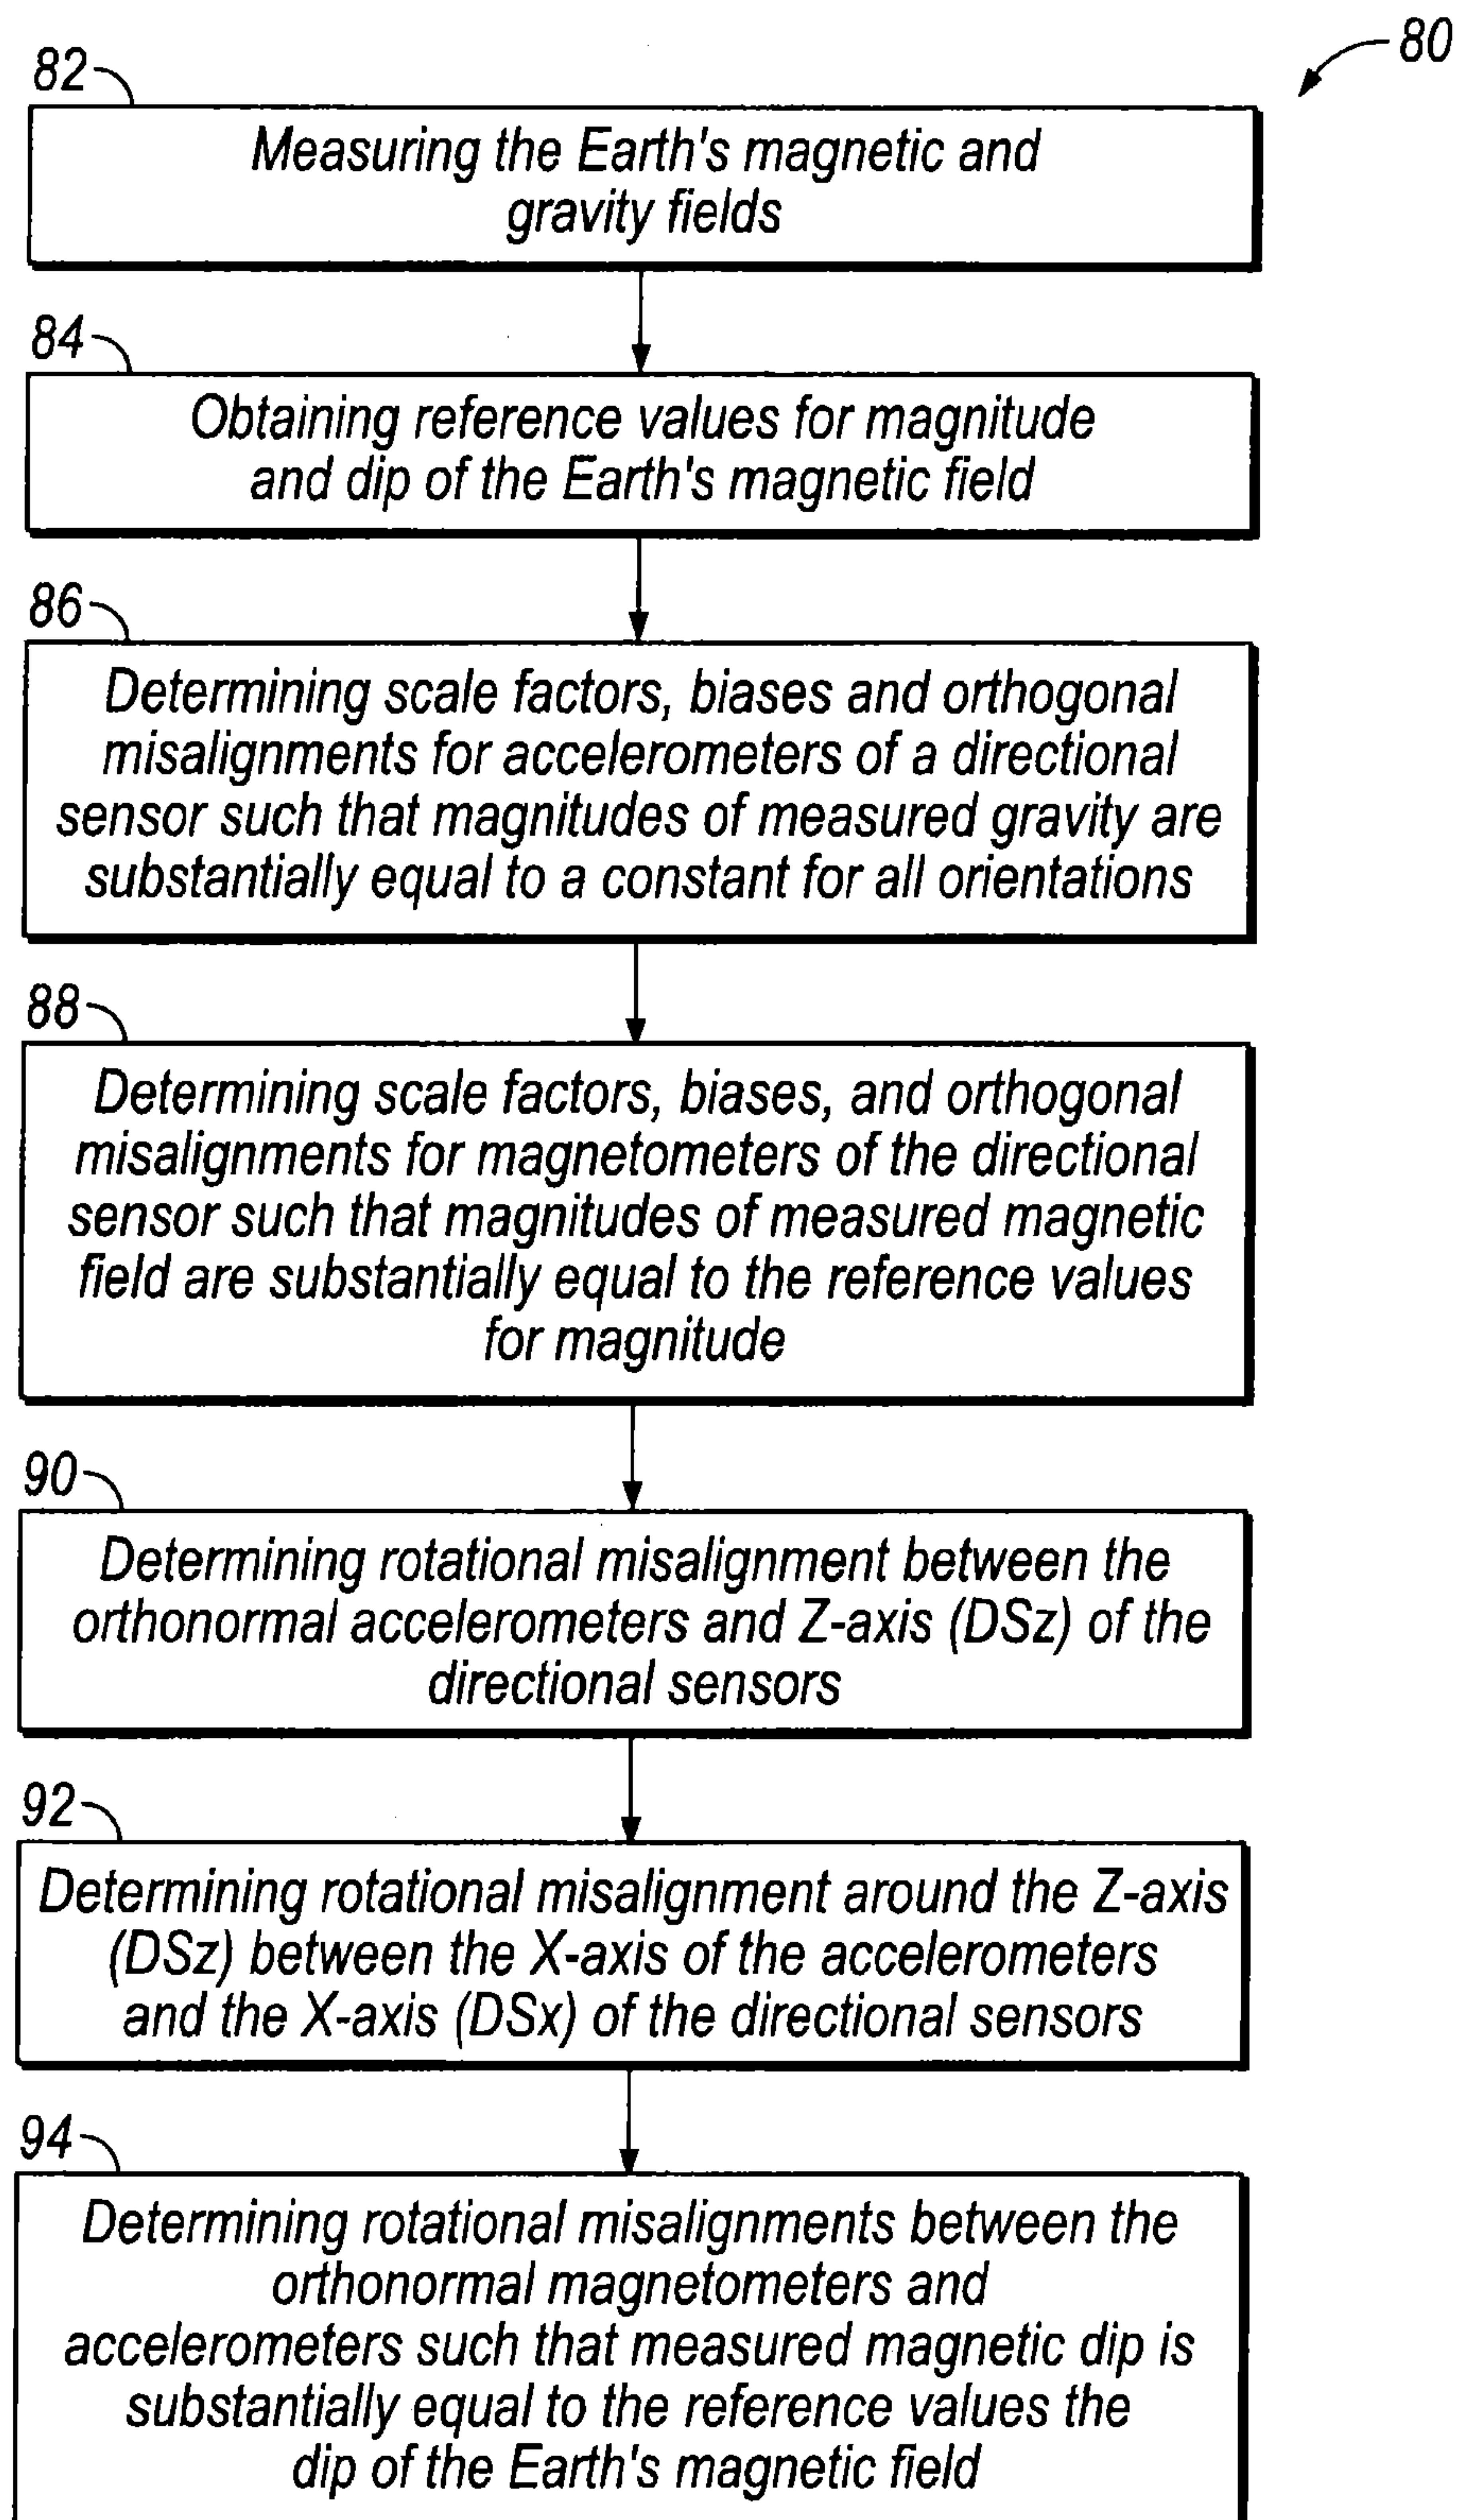 80
82
Measuring the Earth's magnetic and
gravity fields
84
Obtaining reference values for magnitude
and dip of the Earth's magnetic field
86
Determining scale factors, biases and orthogonal
misalignments for accelerometers of a directional
sensor such that magnitudes of measured gravity are
substantially equal to a constant for all orientations
88
Determining scale factors, biases, and orthogonal
misalignments for magnetometers of the directional
sensor such that magnitudes of measured magnetic
field are substantially equal to the reference values
for magnitude
90
Determining rotational misalignment between the
orthonormal accelerometers and Z-axis (DSz) of the
directional sensors
92
Determining rotational misalignment around the Z-axis
(DSz) between the X-axis of the accelerometers
and the X-axis (DSx) of the directional sensors
94
Determining rotational misalignments between the
orthonormal magnetometers and
accelerometers such that measured magnetic dip is
substantially equal to the reference values the
dip of the Earth's magnetic field